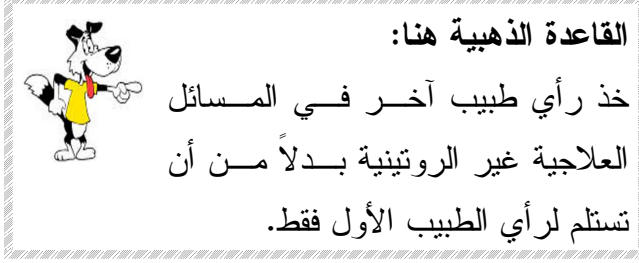 القاعدة الذهبية هنا:
خذ رأي طبيب آخر في المسائل
العلاجية غير الروتينية بدلاً من أن
تستلم لرأي الطبيب الأول فقط.